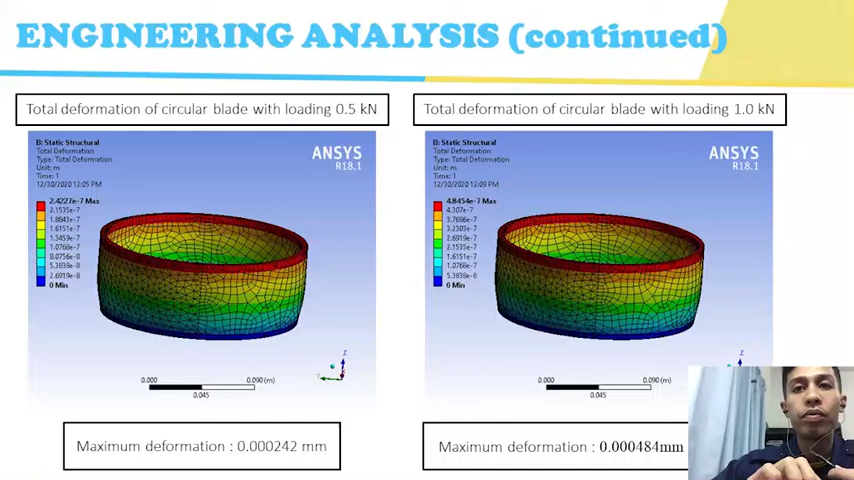 ENGINEERING ANALYSIS (continued)
Total deformation of circular blade with loading 0.5 kN
B: Static Structural
Total Deformation
Type: Total Deformation
Unit: m
Time: 1
12/30/2020 12:05 PM
ANSYS
R18.1
2.4227e-7 Max
2.1535e-7
1.8843e-7
1.6151e-7
1.3459e-7
1.0768e-7
8.0756e-8
5.3838e-8
2.6919e-8
0 Min
Z
Y
0.000
0.090 (m)
0.045
Maximum deformation : 0.000242 mm
Total deformation of circular blade with loading 1.0 kN
B: Static Structural
Total Deformation
Type: Total Deformation
Unit: m
Time: 1
12/30/2020 12:09 PM
ANSYS
R18.1
4.8454e-7 Max
4.307e-7
3.7686e-7
3.2303e-7
2.6919e-7
2.1535e-7
1.6151e-7
1.0768e-7
5.3838e-8
0 Min
Z
0.000
0.090 (m)
0.045
Maximum deformation : 0.000484mm